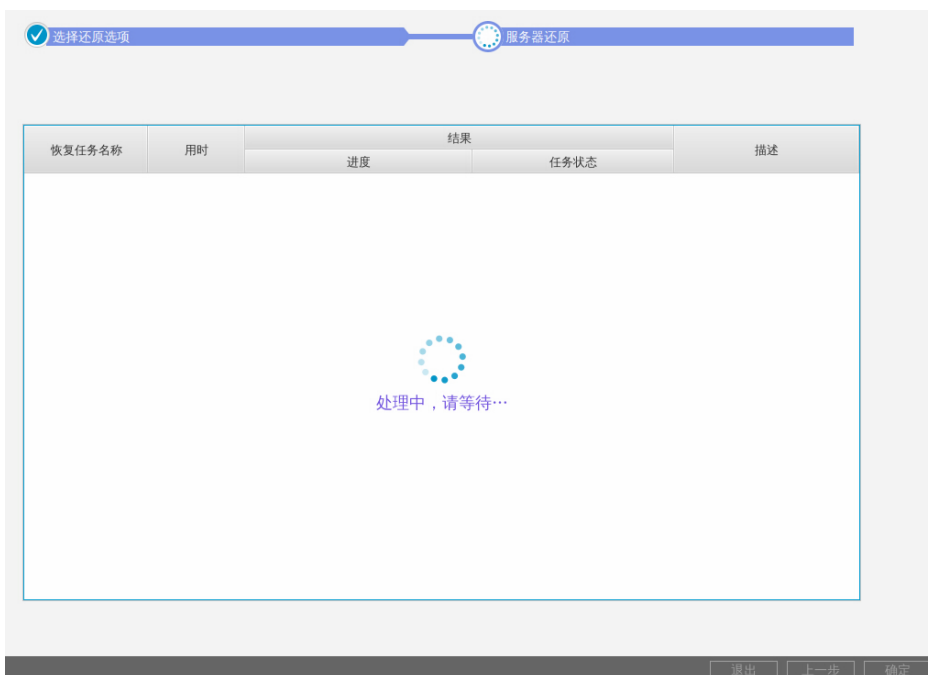 选择还原选项 服务器还原
恢复任务名称 用时 结果 描述
进度 任务状态
处理中，请等待…
退出 上一步 确定